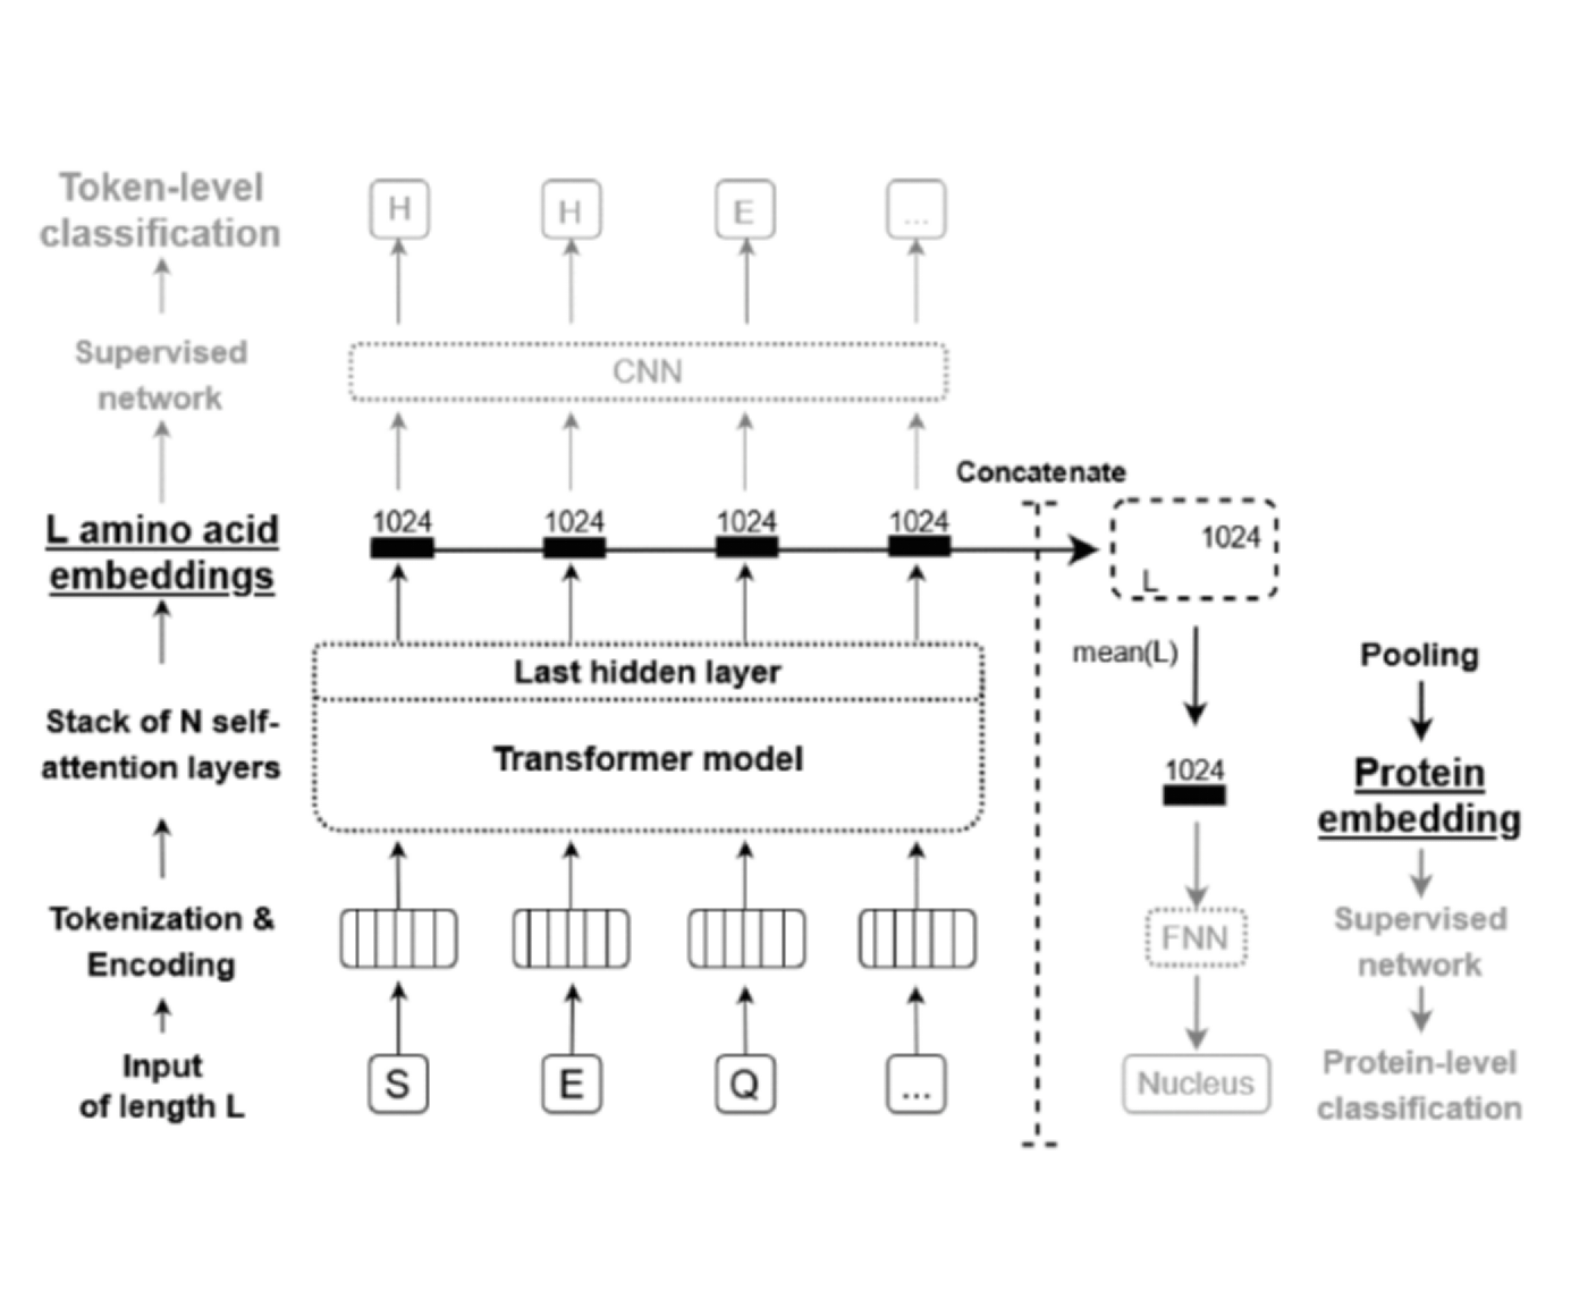 Token-level
classification
H
H
E
...
Supervised
network
CNN
Concatenate
L amino acid
embeddings
1024
1024
1024
1024
1024
L
Last hidden layer
mean(L)
Pooling
Stack of N self-
attention layers
Transformer model
1024
Protein
embedding
Tokenization &
Encoding
FNN
Supervised
network
Input
of length L
S
E
Q
...
Nucleus
Protein-level
classification